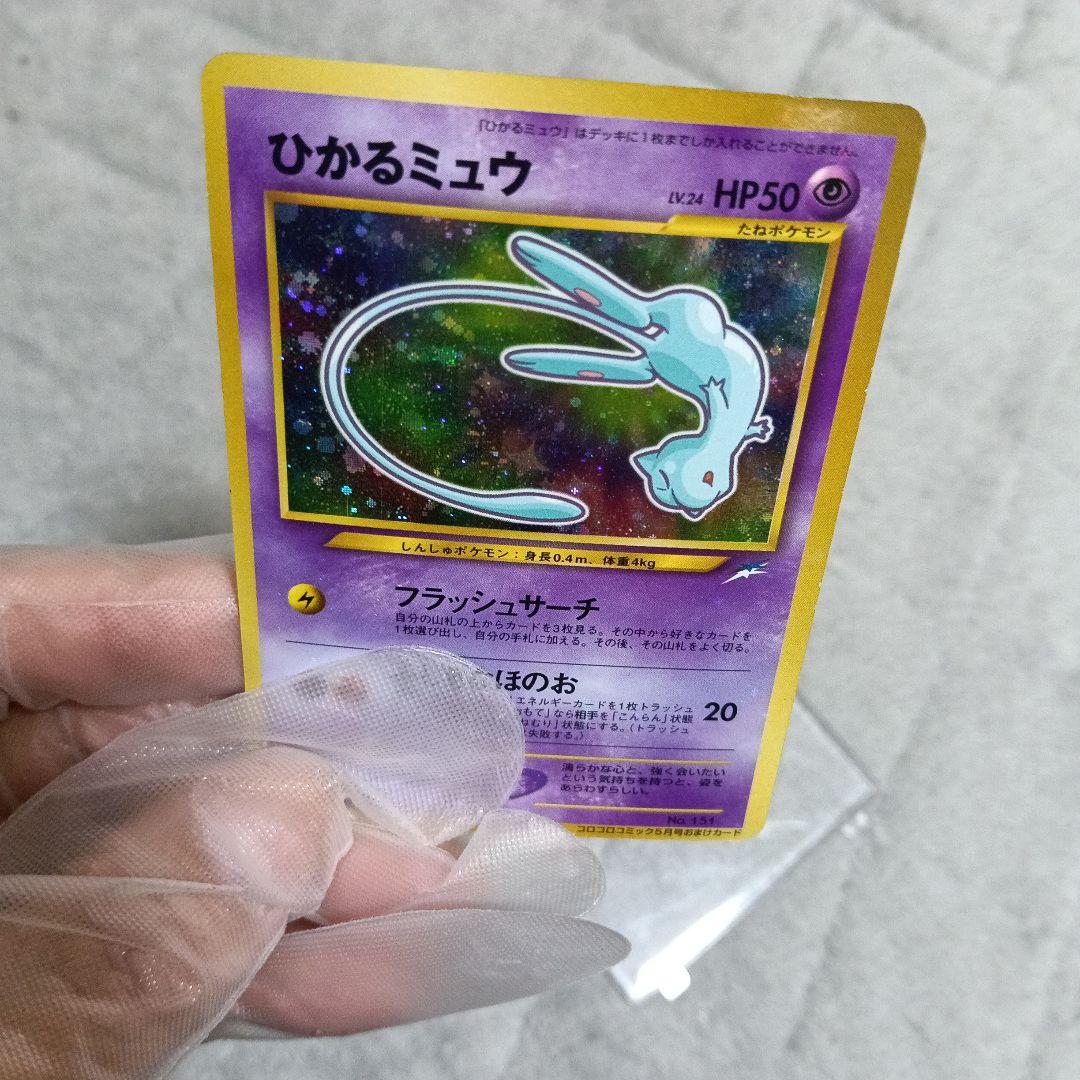 「ひかるミュウ」はデッキに1枚までしか入れることができません。
ひかるミュウ
LV.24 HP50
たねポケモン
しんしゅポケモン：身長0.4m、体重4kg
フラッシュサーチ
自分の山札の上からカードを3枚見る。その中から好きなカードを
1枚選び出し、自分の手札に加える。その後、その山札をよく切る。
ほのお
エネルギーカードを1枚トラッシュ
おもて」なら相手を「こんらん」状態
ねむり」状態にする。（トラッシュ
失敗する。）
20
清らかな心と、強く会いたい
という気持ちを持つと、姿を
あらわすらしい。
No. 151
コロコロコミック5月号おまけカード